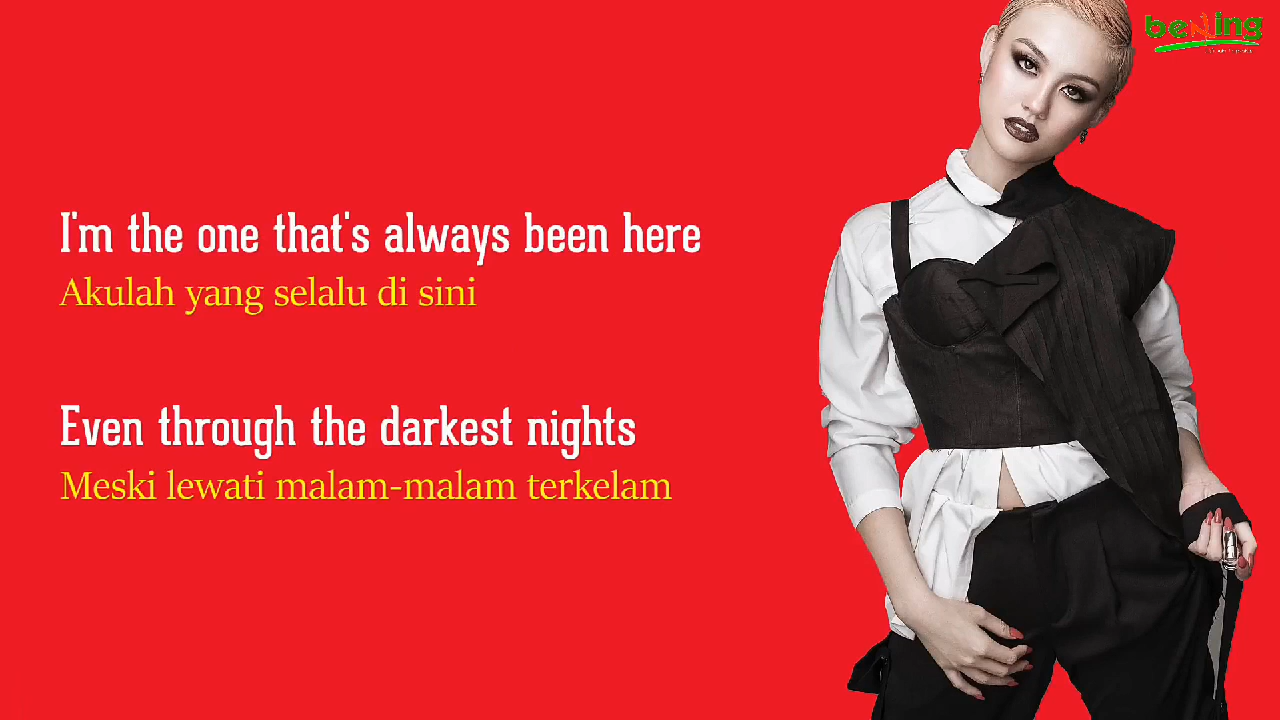 bening
I'm the one that's always been here
Akulah yang selalu di sini
Even through the darkest nights
Meski lewati malam-malam terkelam